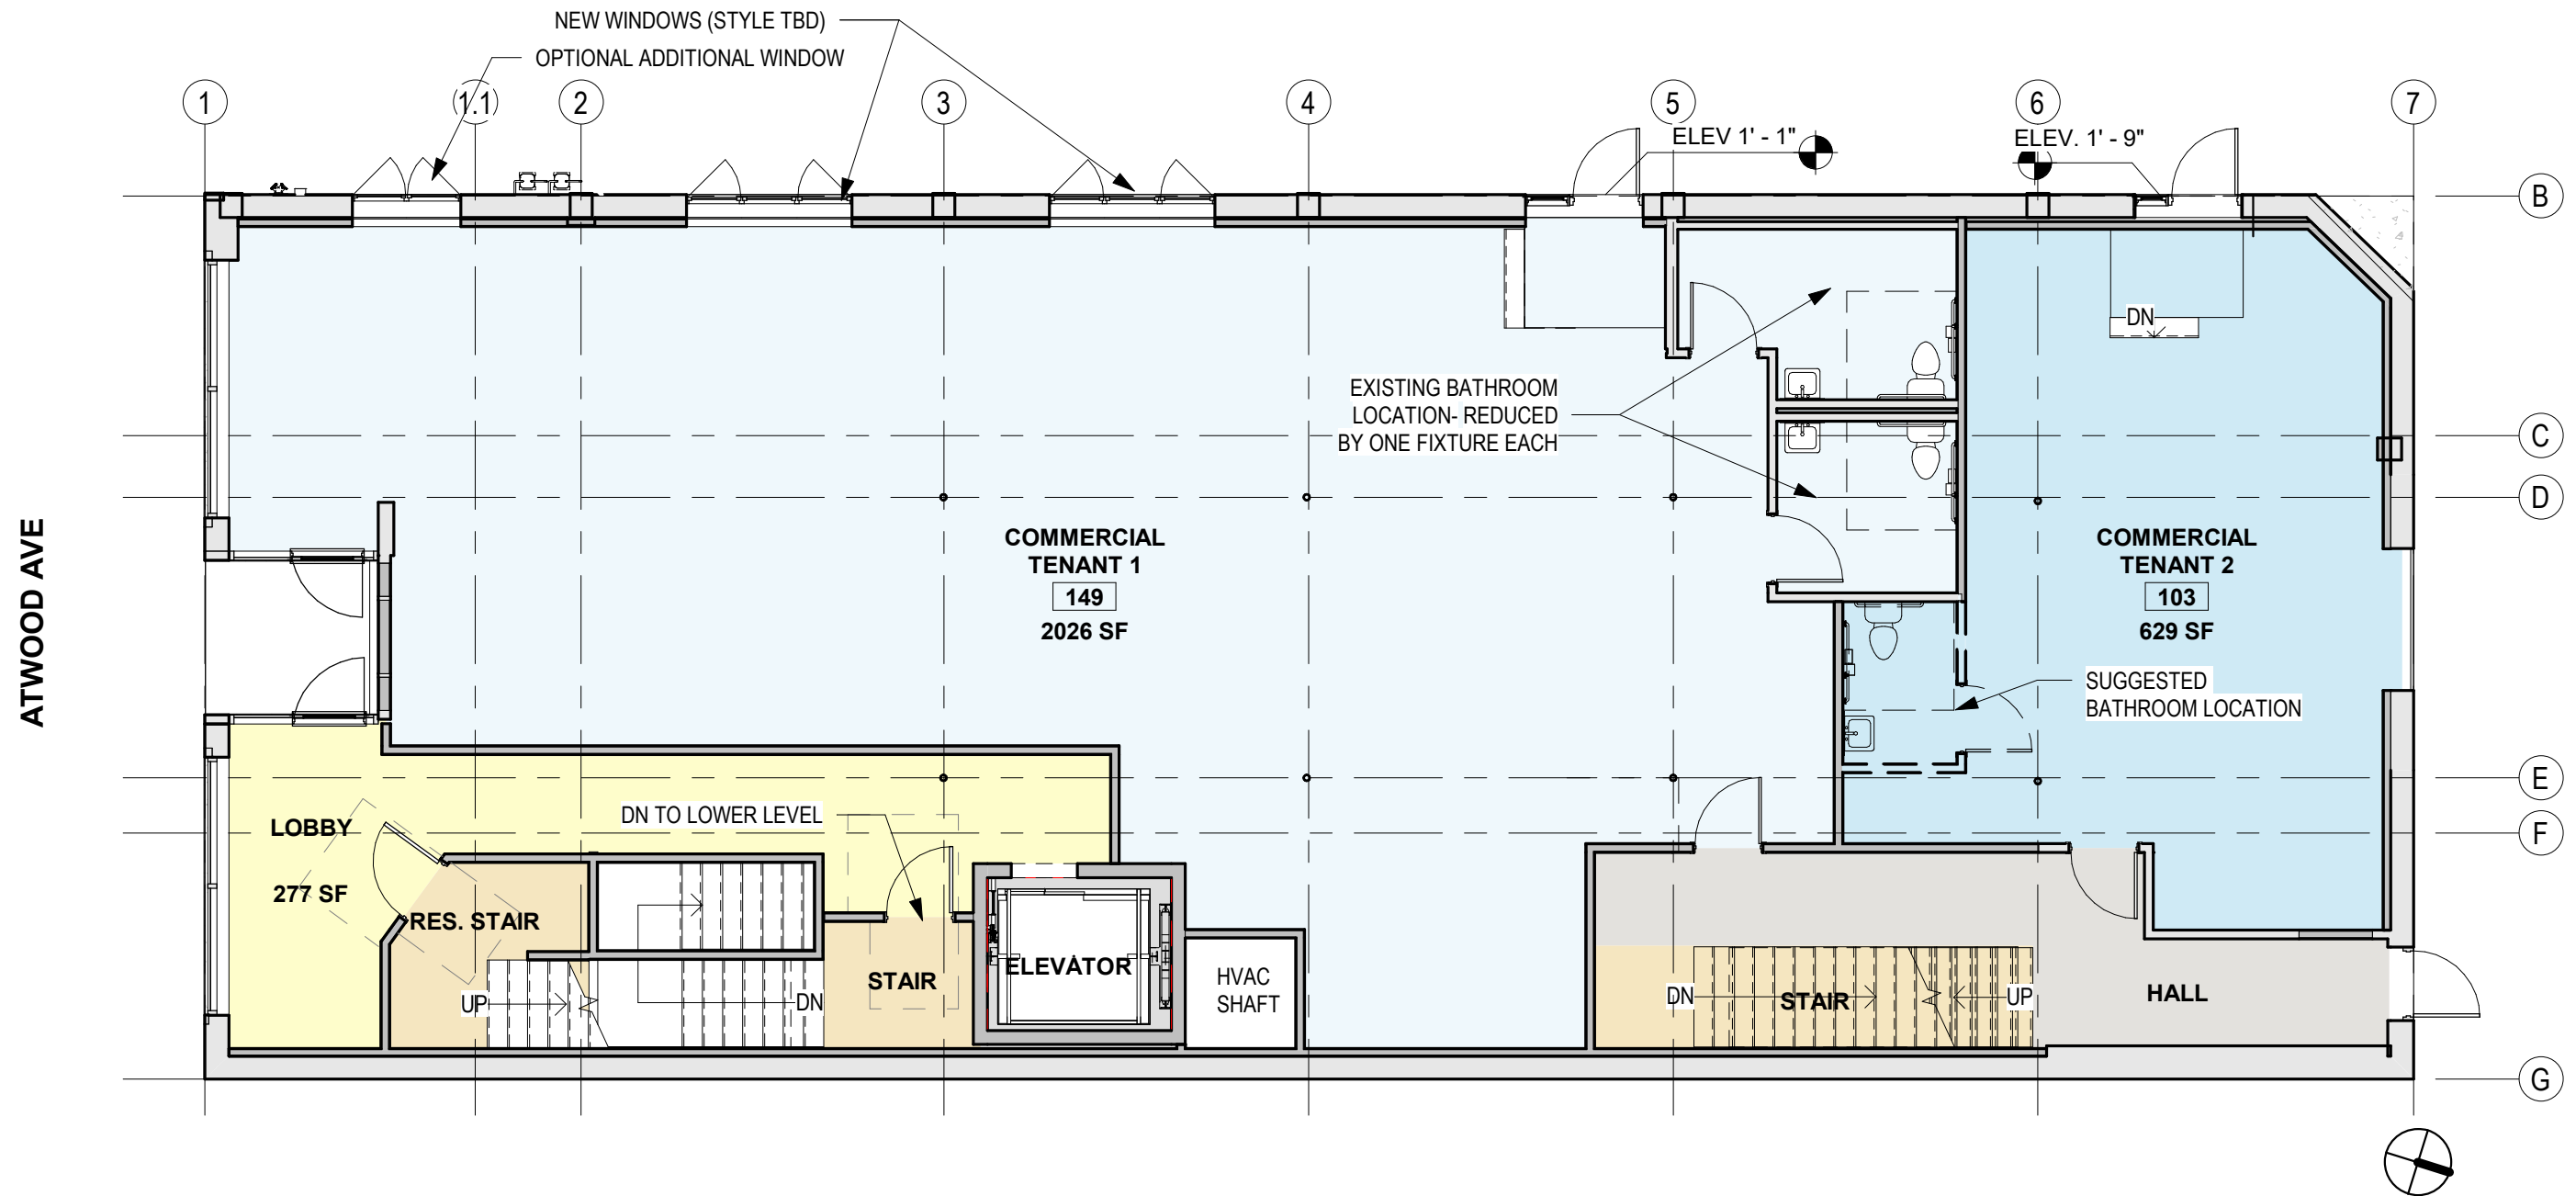 NEW WINDOWS (STYLE TBD)
OPTIONAL ADDITIONAL WINDOW
1
1.1
2
3
4
5
6
7
ELEV 1' - 1"
ELEV. 1' - 9"
B
DN
EXISTING BATHROOM
LOCATION- REDUCED
BY ONE FIXTURE EACH
C
D
ATWOOD AVE
COMMERCIAL
TENANT 1
149
2026 SF
COMMERCIAL
TENANT 2
103
629 SF
SUGGESTED
BATHROOM LOCATION
E
DN TO LOWER LEVEL
LOBBY
277 SF
F
RES. STAIR
STAIR
ELEVATOR
HVAC
SHAFT
UP
DN
DN
STAIR
UP
HALL
G